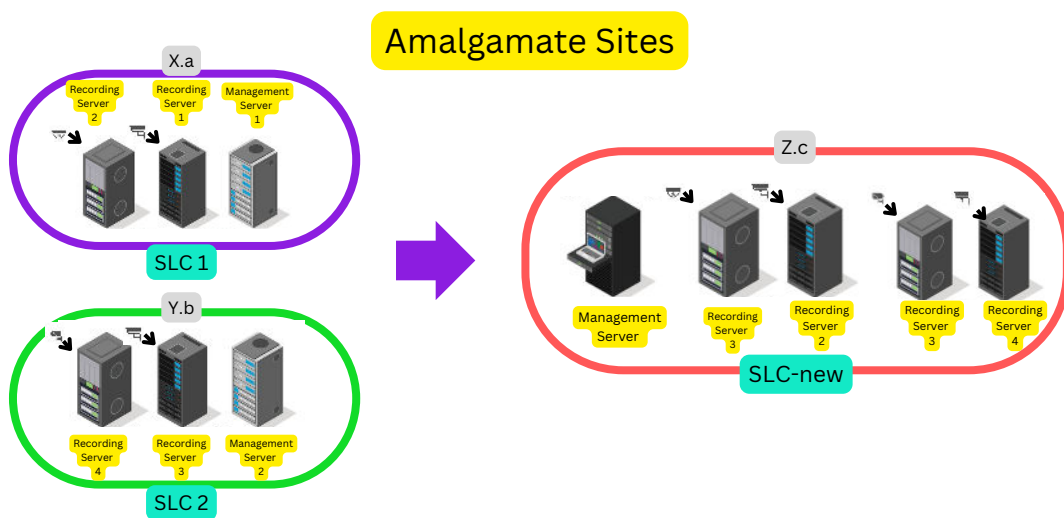 Amalgamate Sites
X.a
Recording
Server
2
Recording
Server
1
Management
Server
1
SLC 1
Y.b
Recording
Server
4
Recording
Server
3
Management
Server
2
SLC 2
Z.c
Management
Server
Recording
Server
3
Recording
Server
2
Recording
Server
3
Recording
Server
4
SLC-new